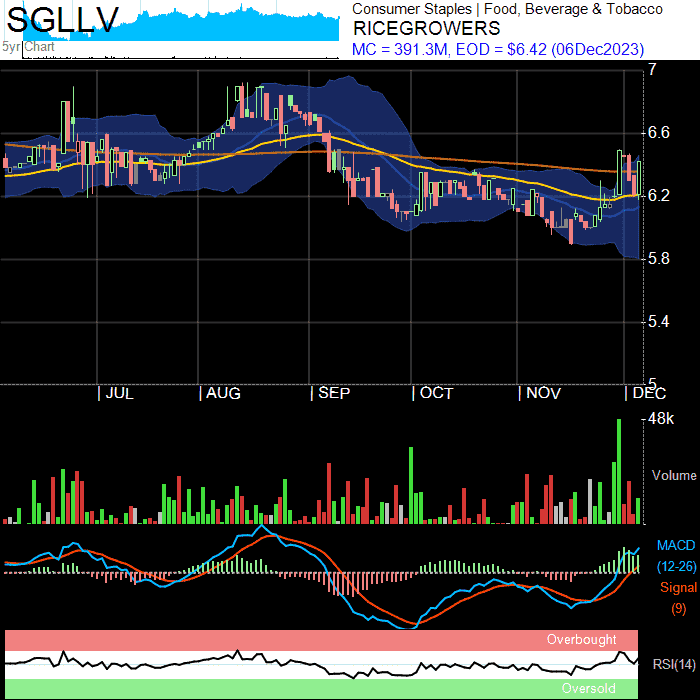 SGLLV
Consumer Staples | Food, Beverage & Tobacco
RICEGROWERS
5yr Chart
MC = 391.3M, EOD = $6.42 (06Dec2023)
7
6.6
6.2
5.8
5.4
5
| JUL
| AUG
| SEP
| OCT
| NOV
| DEC
48k
Volume
MACD
(12-26)
Signal
(9)
Overbought
RSI(14)
Oversold